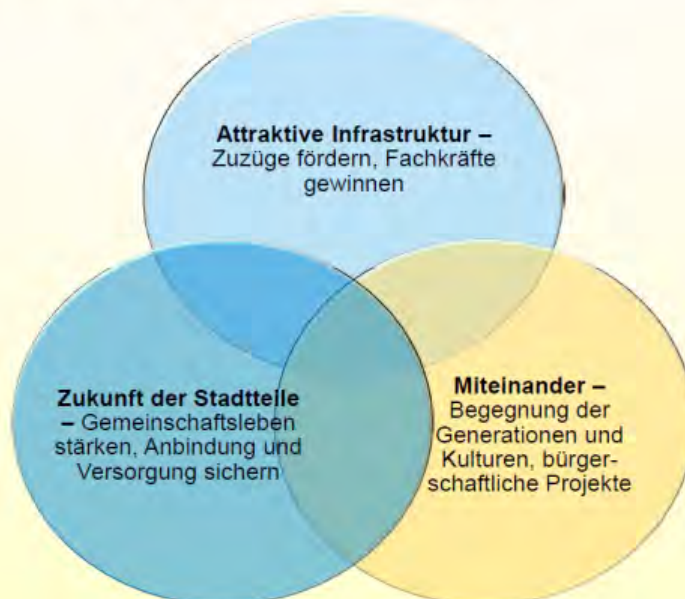 Attraktive Infrastruktur –
Zuzüge fördern, Fachkräfte
gewinnen
Zukunft der Stadtteile
– Gemeinschaftsleben
stärken, Anbindung und
Versorgung sichern
Miteinander –
Begegnung der
Generationen und
Kulturen, bürger-
schaftliche Projekte